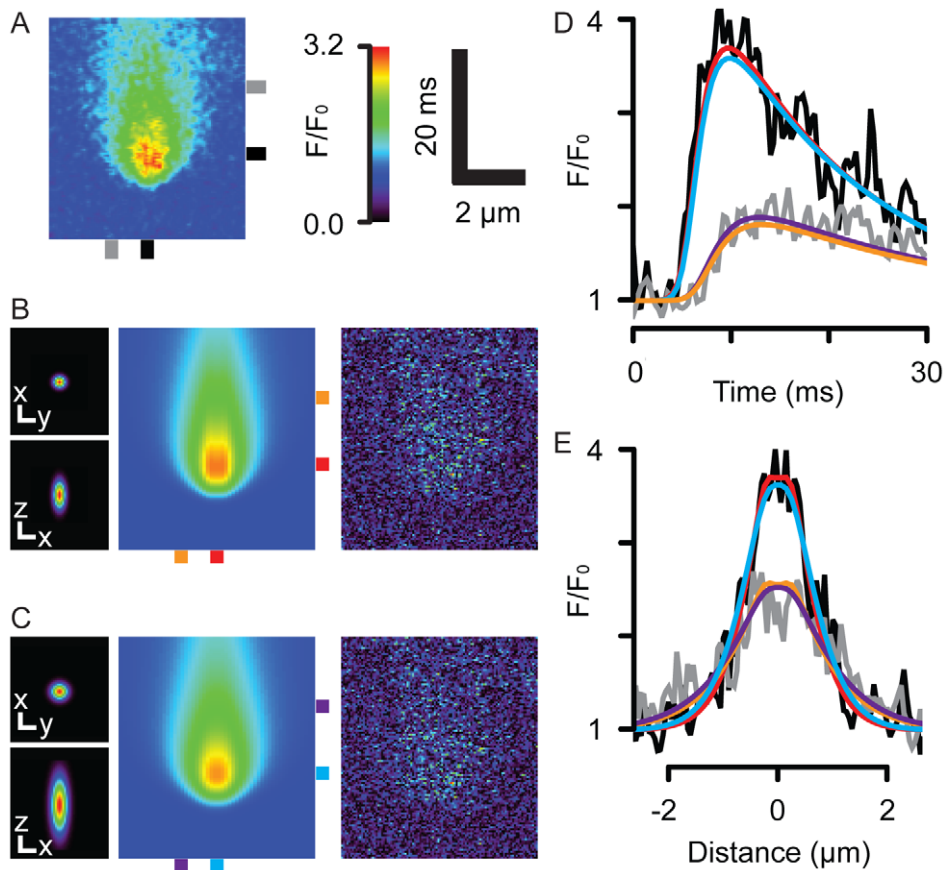 A
3.2
F/F₀
0.0
20 ms
2 µm
B
x
y
z
x
C
x
y
z
x
D
4
F/F₀
1
0
30
Time (ms)
E
4
F/F₀
1
-2
0
2
Distance (µm)